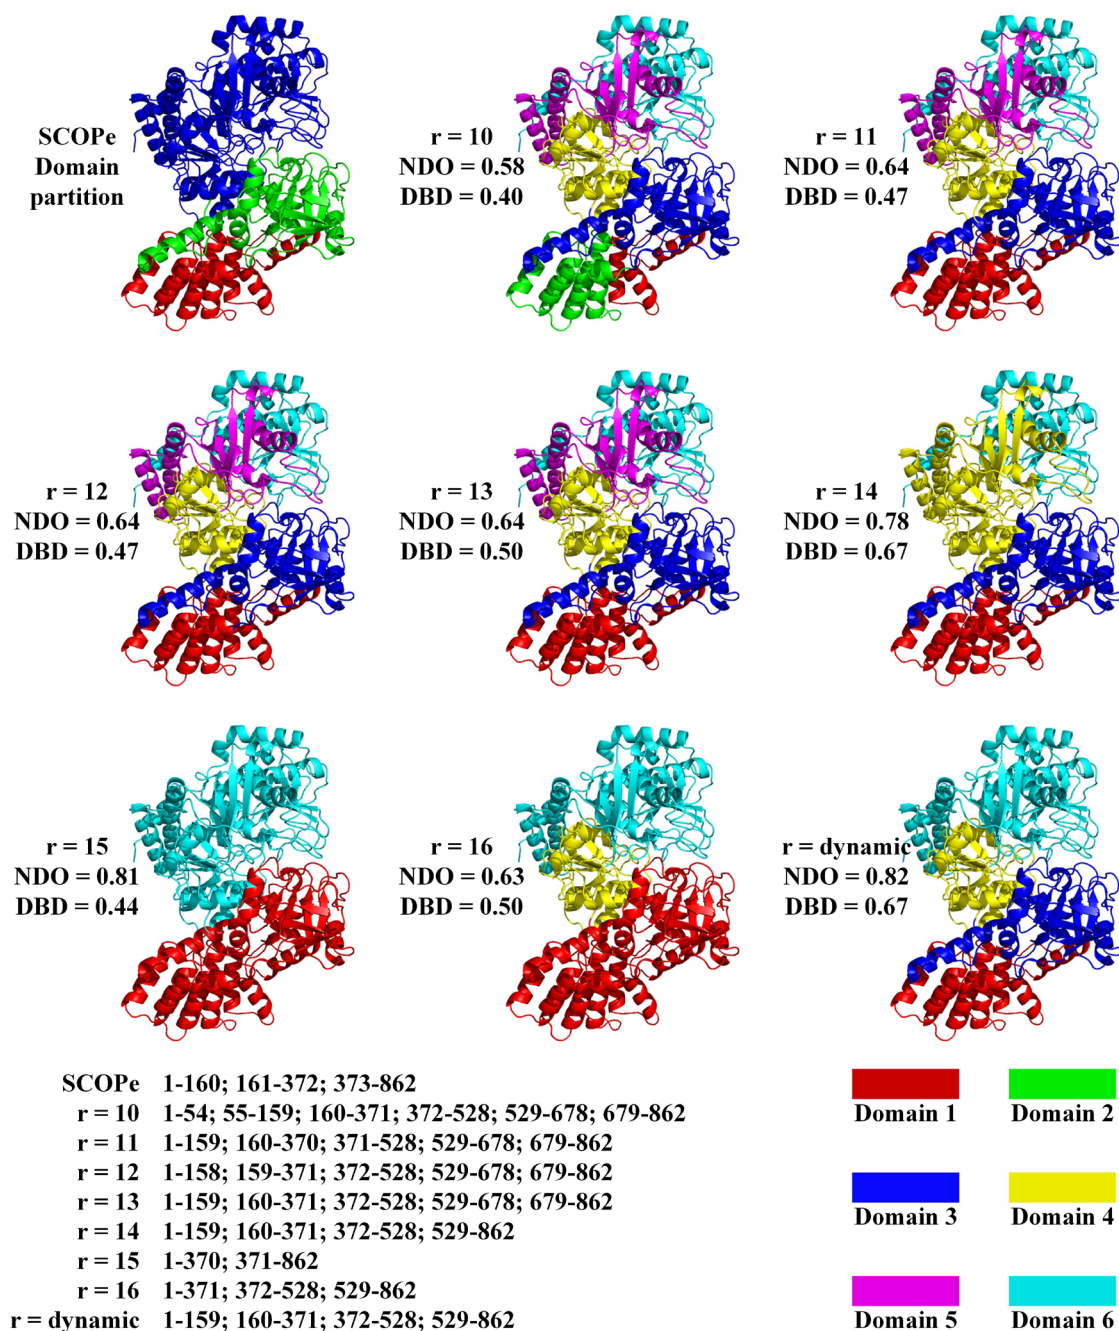 SCOPe
Domain
partition
r = 10
NDO = 0.58
DBD = 0.40
r = 11
NDO = 0.64
DBD = 0.47
r = 12
NDO = 0.64
DBD = 0.47
r = 13
NDO = 0.64
DBD = 0.50
r = 14
NDO = 0.78
DBD = 0.67
r = 15
NDO = 0.81
DBD = 0.44
r = 16
NDO = 0.63
DBD = 0.50
r = dynamic
NDO = 0.82
DBD = 0.67
SCOPe 1-160; 161-372; 373-862
r = 10 1-54; 55-159; 160-371; 372-528; 529-678; 679-862
r = 11 1-159; 160-370; 371-528; 529-678; 679-862
r = 12 1-158; 159-371; 372-528; 529-678; 679-862
r = 13 1-159; 160-371; 372-528; 529-678; 679-862
r = 14 1-159; 160-371; 372-528; 529-862
r = 15 1-370; 371-862
r = 16 1-371; 372-528; 529-862
r = dynamic 1-159; 160-371; 372-528; 529-862
Domain 1 Domain 2
Domain 3 Domain 4
Domain 5 Domain 6